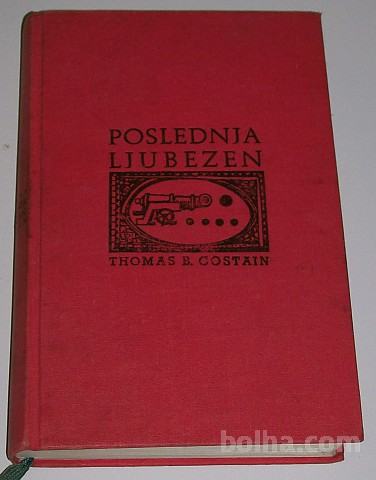 POSLEDNJA
LJUBEZEN
THOMAS B. COSTAIN
bolha.com